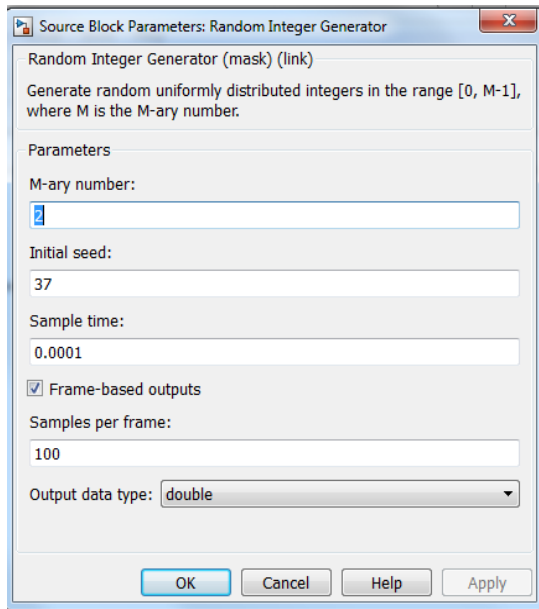 Source Block Parameters: Random Integer Generator
Random Integer Generator (mask) (link)
Generate random uniformly distributed integers in the range [0, M-1],
where M is the M-ary number.
Parameters
M-ary number:
2
Initial seed:
37
Sample time:
0.0001
Frame-based outputs
Samples per frame:
100
Output data type: double
OK Cancel Help Apply